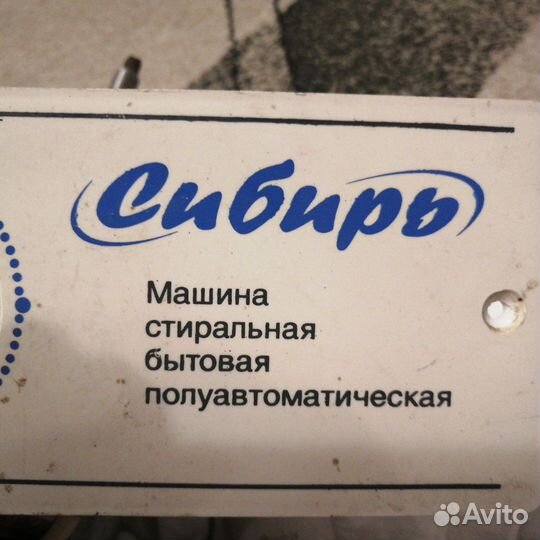 Сибирь
Машина
стиральная
бытовая
полуавтоматическая
Avito